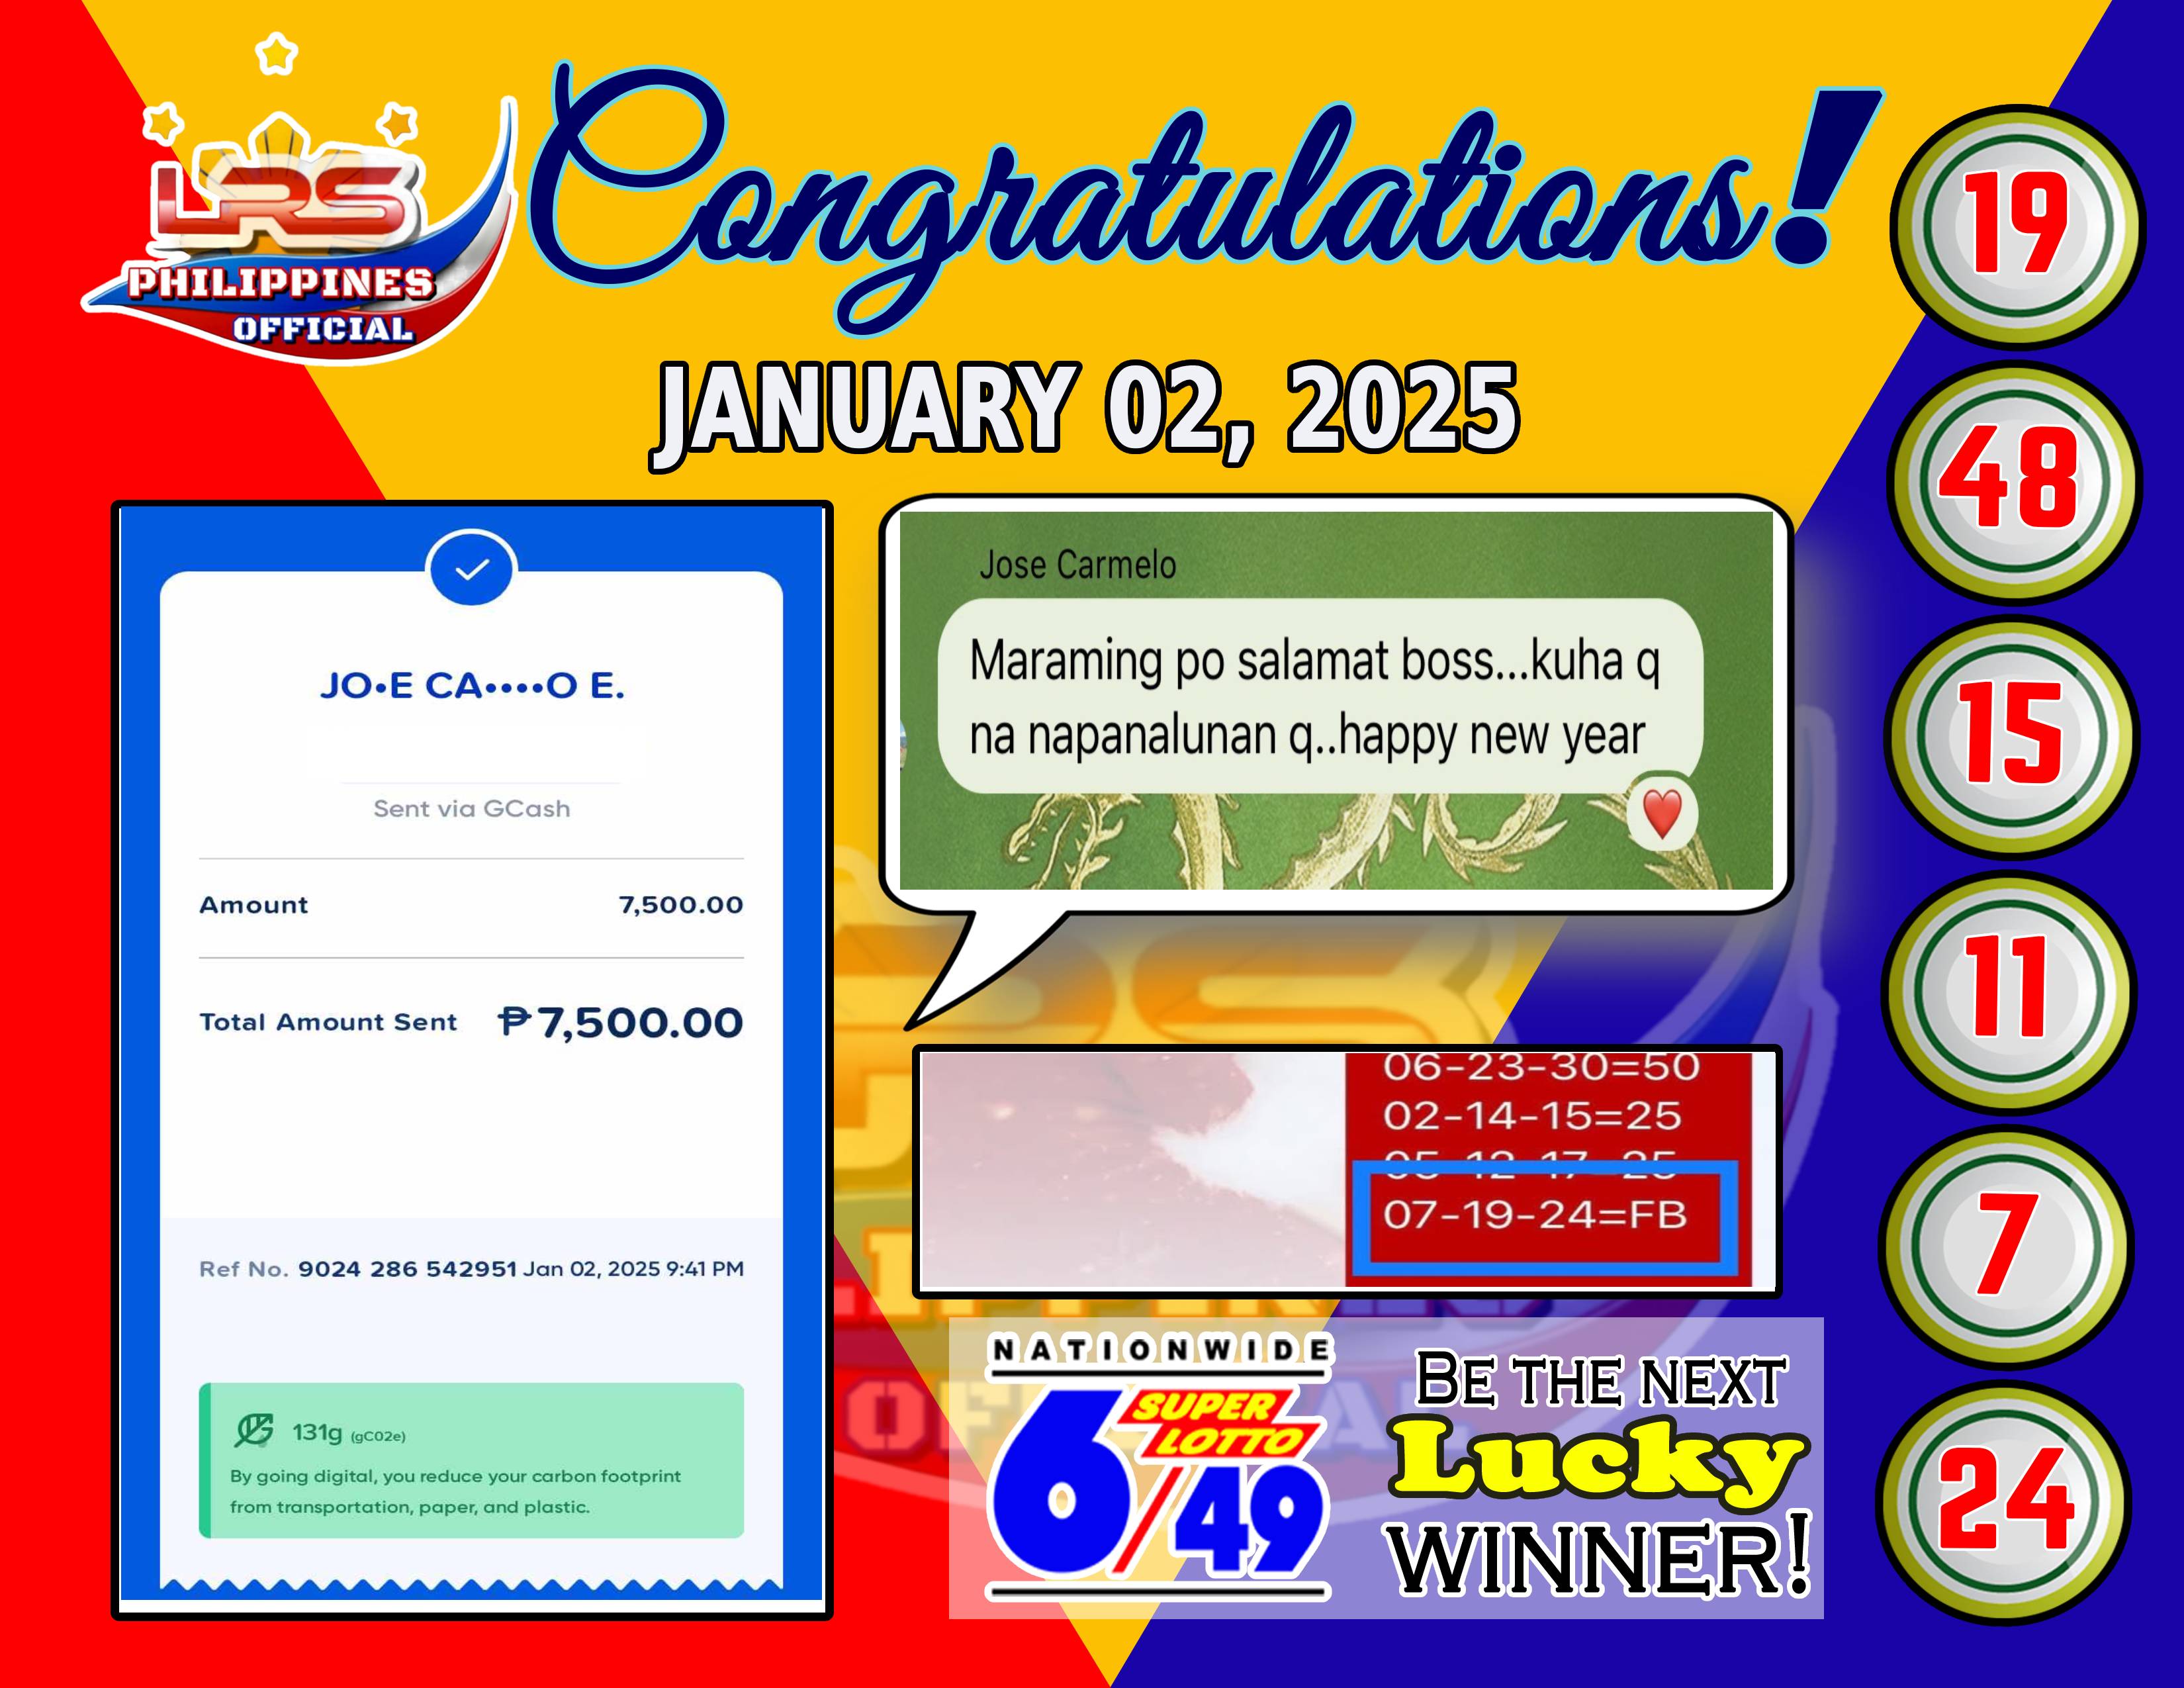 LRS
PHILIPPINES
OFFICIAL
Congratulations!
JANUARY 02, 2025
JO•E CA••••O E.
Sent via GCash
Amount 7,500.00
Total Amount Sent ₱7,500.00
Ref No. 9024 286 542951 Jan 02, 2025 9:41 PM
131g (gCO2e)
By going digital, you reduce your carbon footprint
from transportation, paper, and plastic.
Jose Carmelo
Maraming po salamat boss...kuha q
na napanalunan q..happy new year
06-23-30=50
02-14-15=25
07-19-24=FB
NATIONWIDE
SUPER
LOTTO
6/49
BE THE NEXT
Lucky
WINNER!
19
48
15
11
7
24